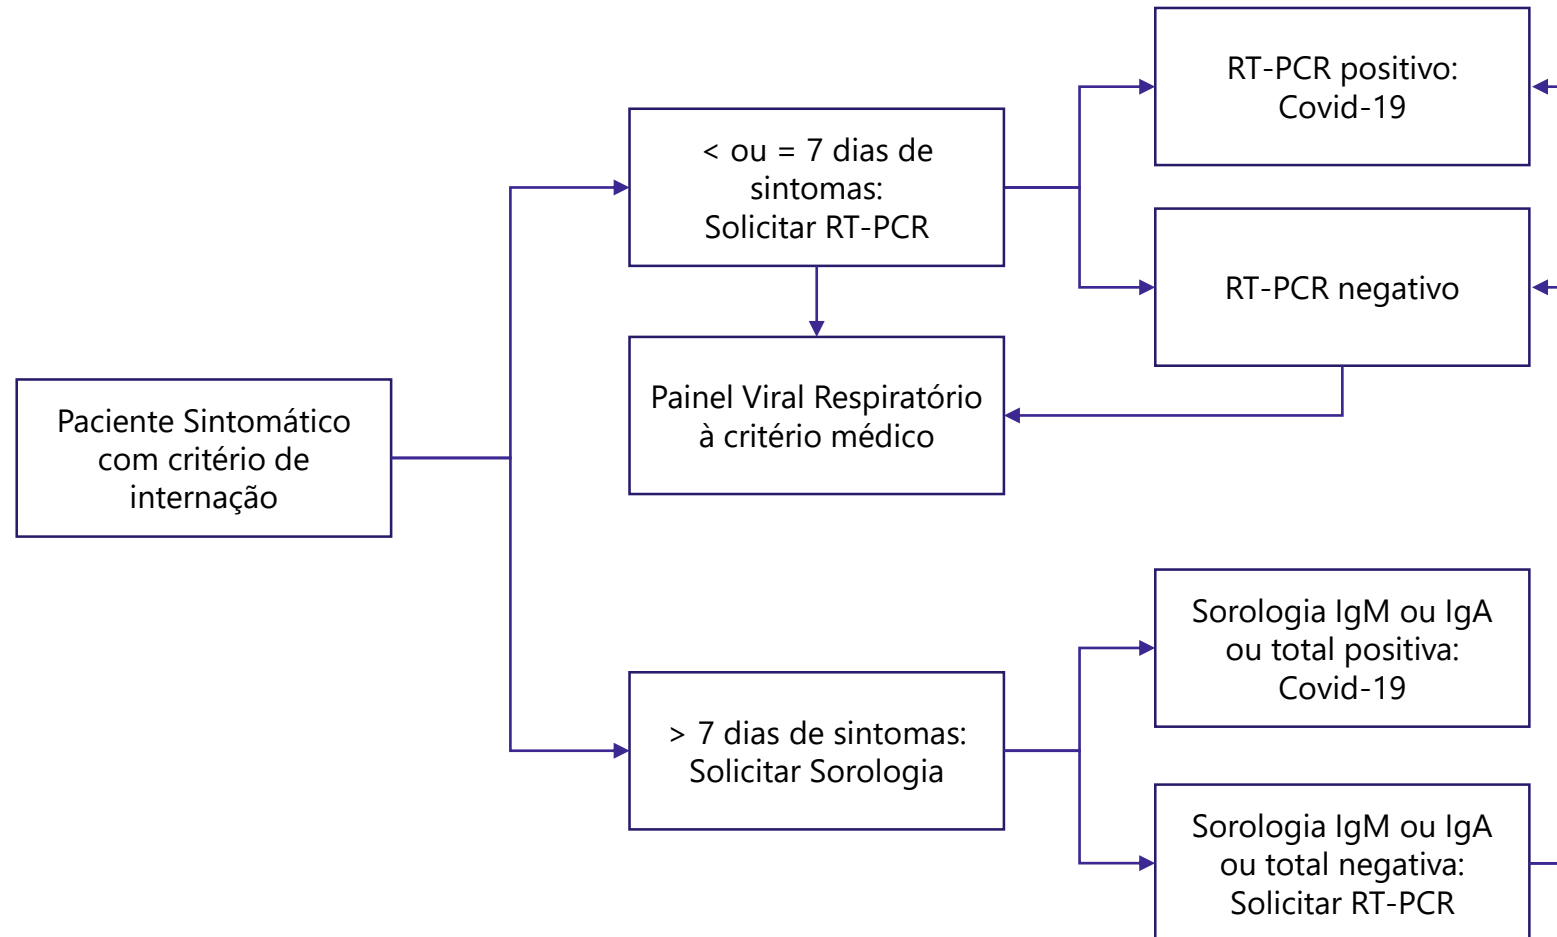 Paciente Sintomático
com critério de
internação
< ou = 7 dias de
sintomas:
Solicitar RT-PCR
Painel Viral Respiratório
à critério médico
> 7 dias de sintomas:
Solicitar Sorologia
RT-PCR positivo:
Covid-19
RT-PCR negativo
Sorologia IgM ou IgA
ou total positiva:
Covid-19
Sorologia IgM ou IgA
ou total negativa:
Solicitar RT-PCR